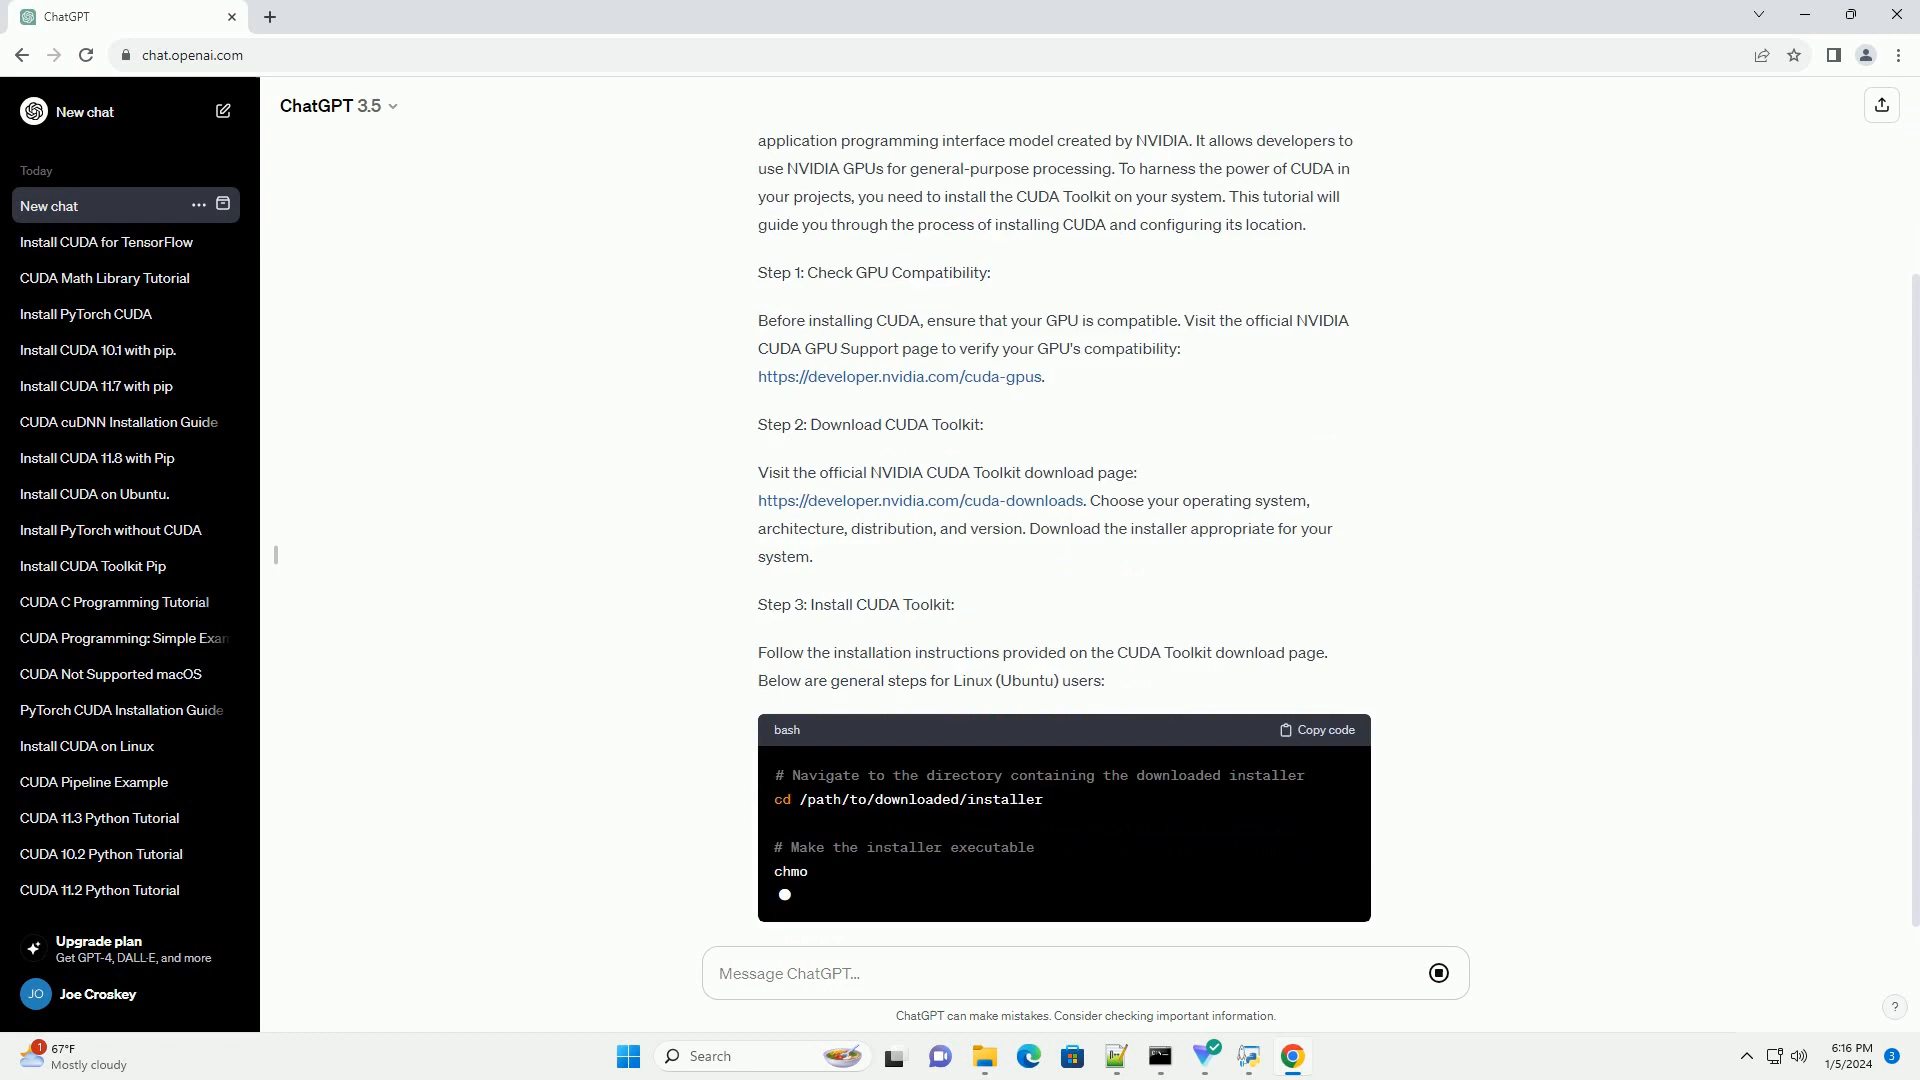 ChatGPT
chat.openai.com
New chat
Today
New chat
Install CUDA for TensorFlow
CUDA Math Library Tutorial
Install PyTorch CUDA
Install CUDA 10.1 with pip.
Install CUDA 11.7 with pip
CUDA cuDNN Installation Guide
Install CUDA 11.8 with Pip
Install CUDA on Ubuntu.
Install PyTorch without CUDA
Install CUDA Toolkit Pip
CUDA C Programming Tutorial
CUDA Programming: Simple Exam
CUDA Not Supported macOS
PyTorch CUDA Installation Guide
Install CUDA on Linux
CUDA Pipeline Example
CUDA 11.3 Python Tutorial
CUDA 10.2 Python Tutorial
CUDA 11.2 Python Tutorial
Upgrade plan
Get GPT-4, DALL·E, and more
JO Joe Croskey
ChatGPT 3.5
application programming interface model created by NVIDIA. It allows developers to
use NVIDIA GPUs for general-purpose processing. To harness the power of CUDA in
your projects, you need to install the CUDA Toolkit on your system. This tutorial will
guide you through the process of installing CUDA and configuring its location.
Step 1: Check GPU Compatibility:
Before installing CUDA, ensure that your GPU is compatible. Visit the official NVIDIA
CUDA GPU Support page to verify your GPU's compatibility:
https://developer.nvidia.com/cuda-gpus.
Step 2: Download CUDA Toolkit:
Visit the official NVIDIA CUDA Toolkit download page:
https://developer.nvidia.com/cuda-downloads. Choose your operating system,
architecture, distribution, and version. Download the installer appropriate for your
system.
Step 3: Install CUDA Toolkit:
Follow the installation instructions provided on the CUDA Toolkit download page.
Below are general steps for Linux (Ubuntu) users:
bash Copy code
# Navigate to the directory containing the downloaded installer
cd /path/to/downloaded/installer
# Make the installer executable
chmo
Message ChatGPT...
ChatGPT can make mistakes. Consider checking important information.
?
1
67°F
Mostly cloudy
Search
6:16 PM
1/5/2024
3